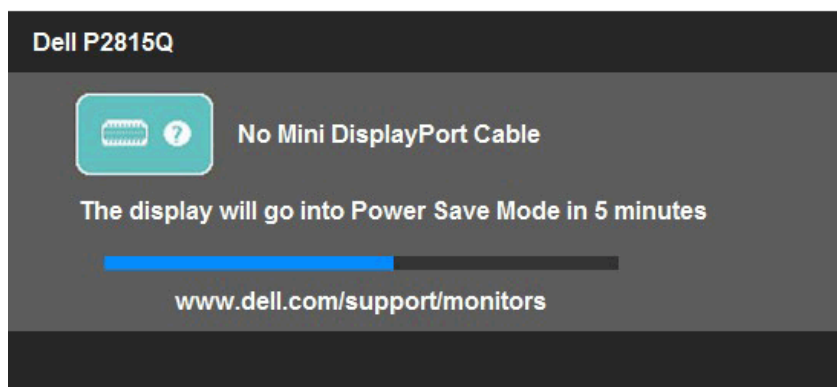 Dell P2815Q
?
No Mini DisplayPort Cable
The display will go into Power Save Mode in 5 minutes
www.dell.com/support/monitors